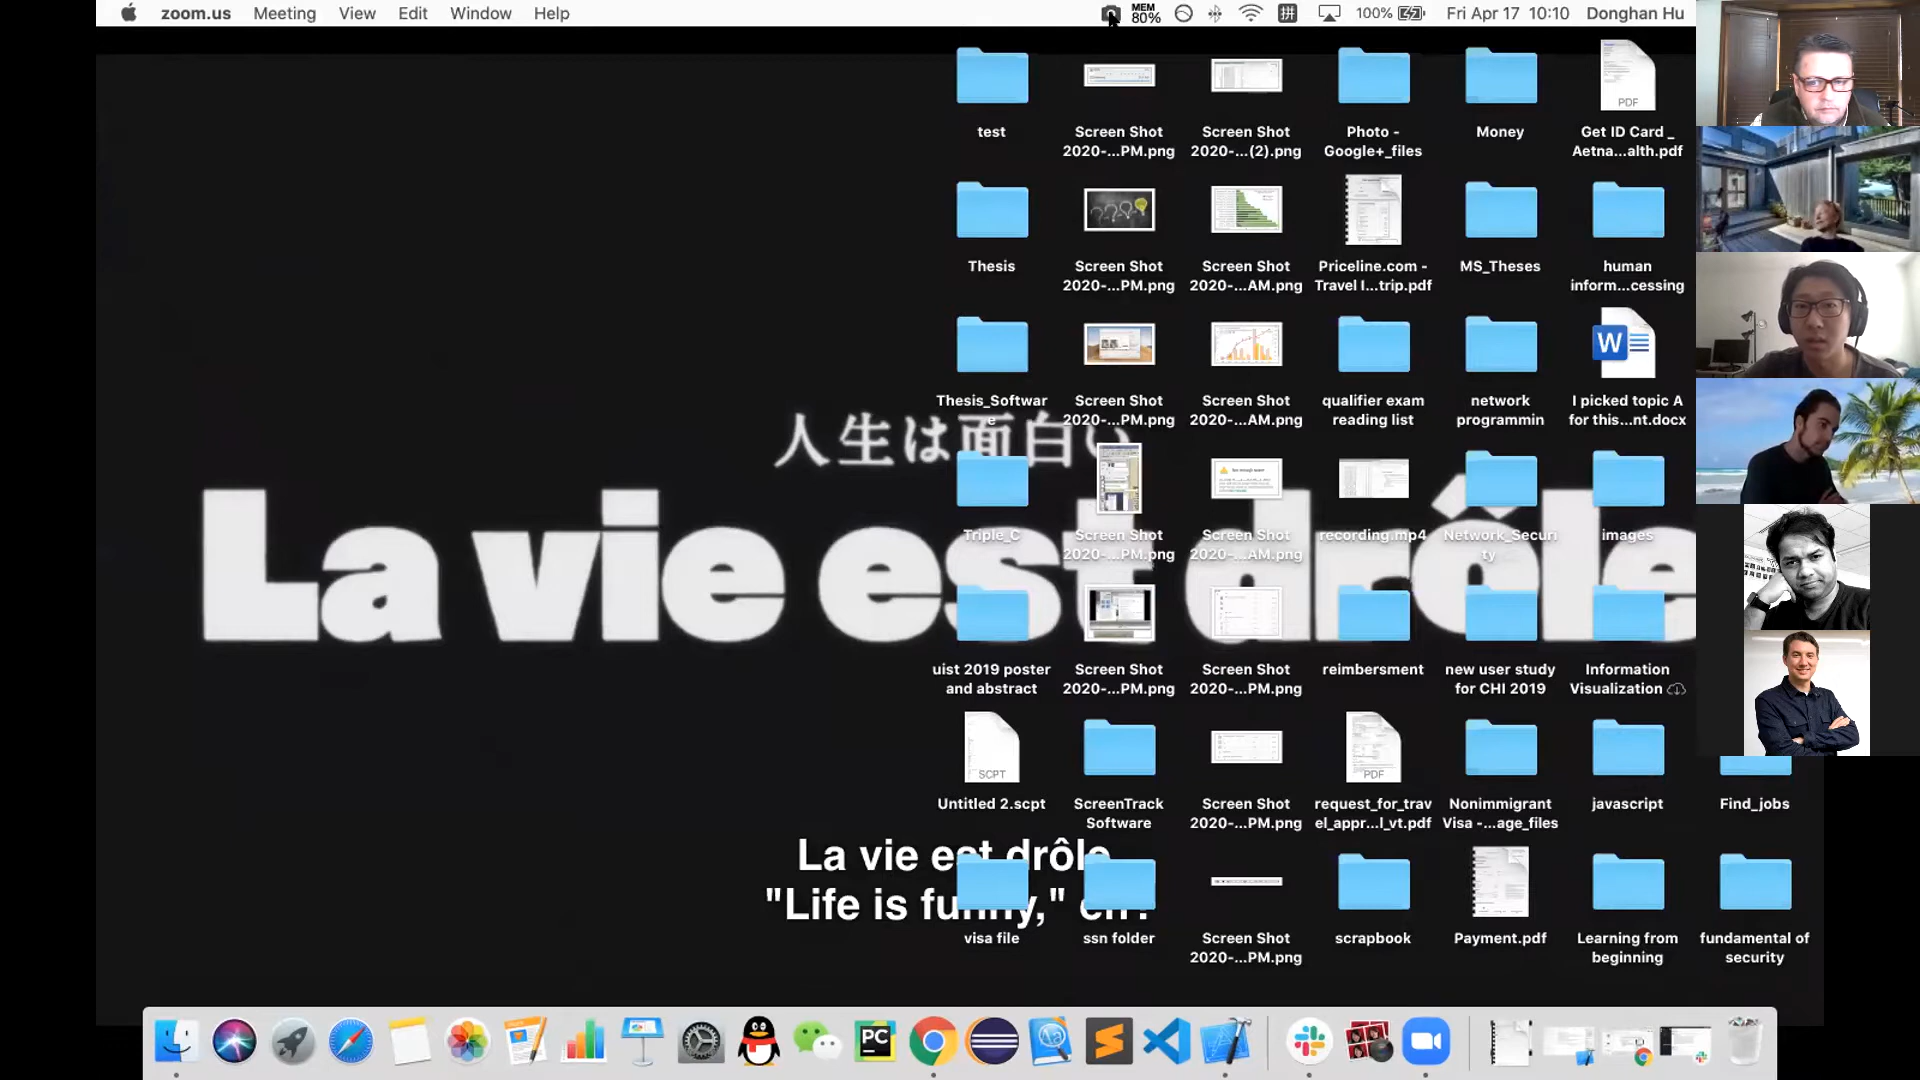 zoom.us Meeting View Edit Window Help MEM 80% 100% Fri Apr 17 10:10 Donghan Hu
test
Screen Shot 2020-...PM.png
Screen Shot 2020-...(2).png
Photo - Google+_files
Money
Get ID Card _ Aetna...alth.pdf
PDF
Thesis
Screen Shot 2020-...PM.png
Screen Shot 2020-...AM.png
Priceline.com - Travel I...trip.pdf
MS_Theses
human inform...cessing
Thesis_Software
Screen Shot 2020-...PM.png
Screen Shot 2020-...AM.png
qualifier exam reading list
network programmin
W
I picked topic A for this...nt.docx
人生は面白い
La vie est drôle
Triple_C
Screen Shot 2020-...PM.png
Screen Shot 2020-...AM.png
recording.mp4
Network_Security
images
uist 2019 poster and abstract
Screen Shot 2020-...PM.png
Screen Shot 2020-...PM.png
reimbersment
new user study for CHI 2019
Information Visualization
SCPT
Untitled 2.scpt
ScreenTrack Software
Screen Shot 2020-...PM.png
PDF
request_for_trav el_appr...l_vt.pdf
Nonimmigrant Visa -...age_files
javascript
Find_jobs
La vie est drôle
"Life is funny," eh?
visa file
ssn folder
Screen Shot 2020-...PM.png
scrapbook
Payment.pdf
Learning from beginning
fundamental of security
PC